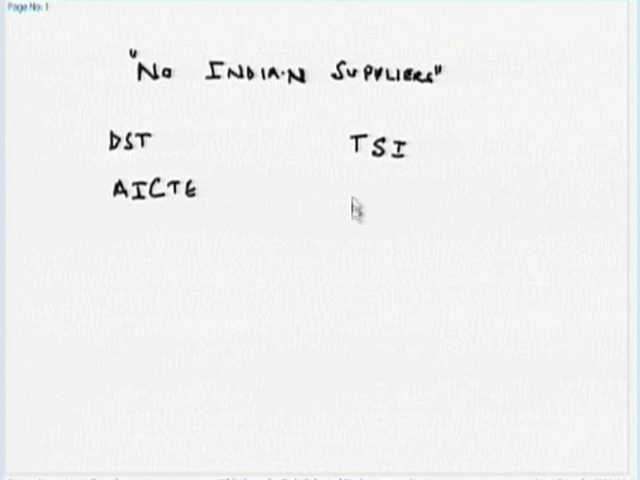 Page No: 1
"NO INDIAN SUPPLIERS"
DST TSI
AICTE